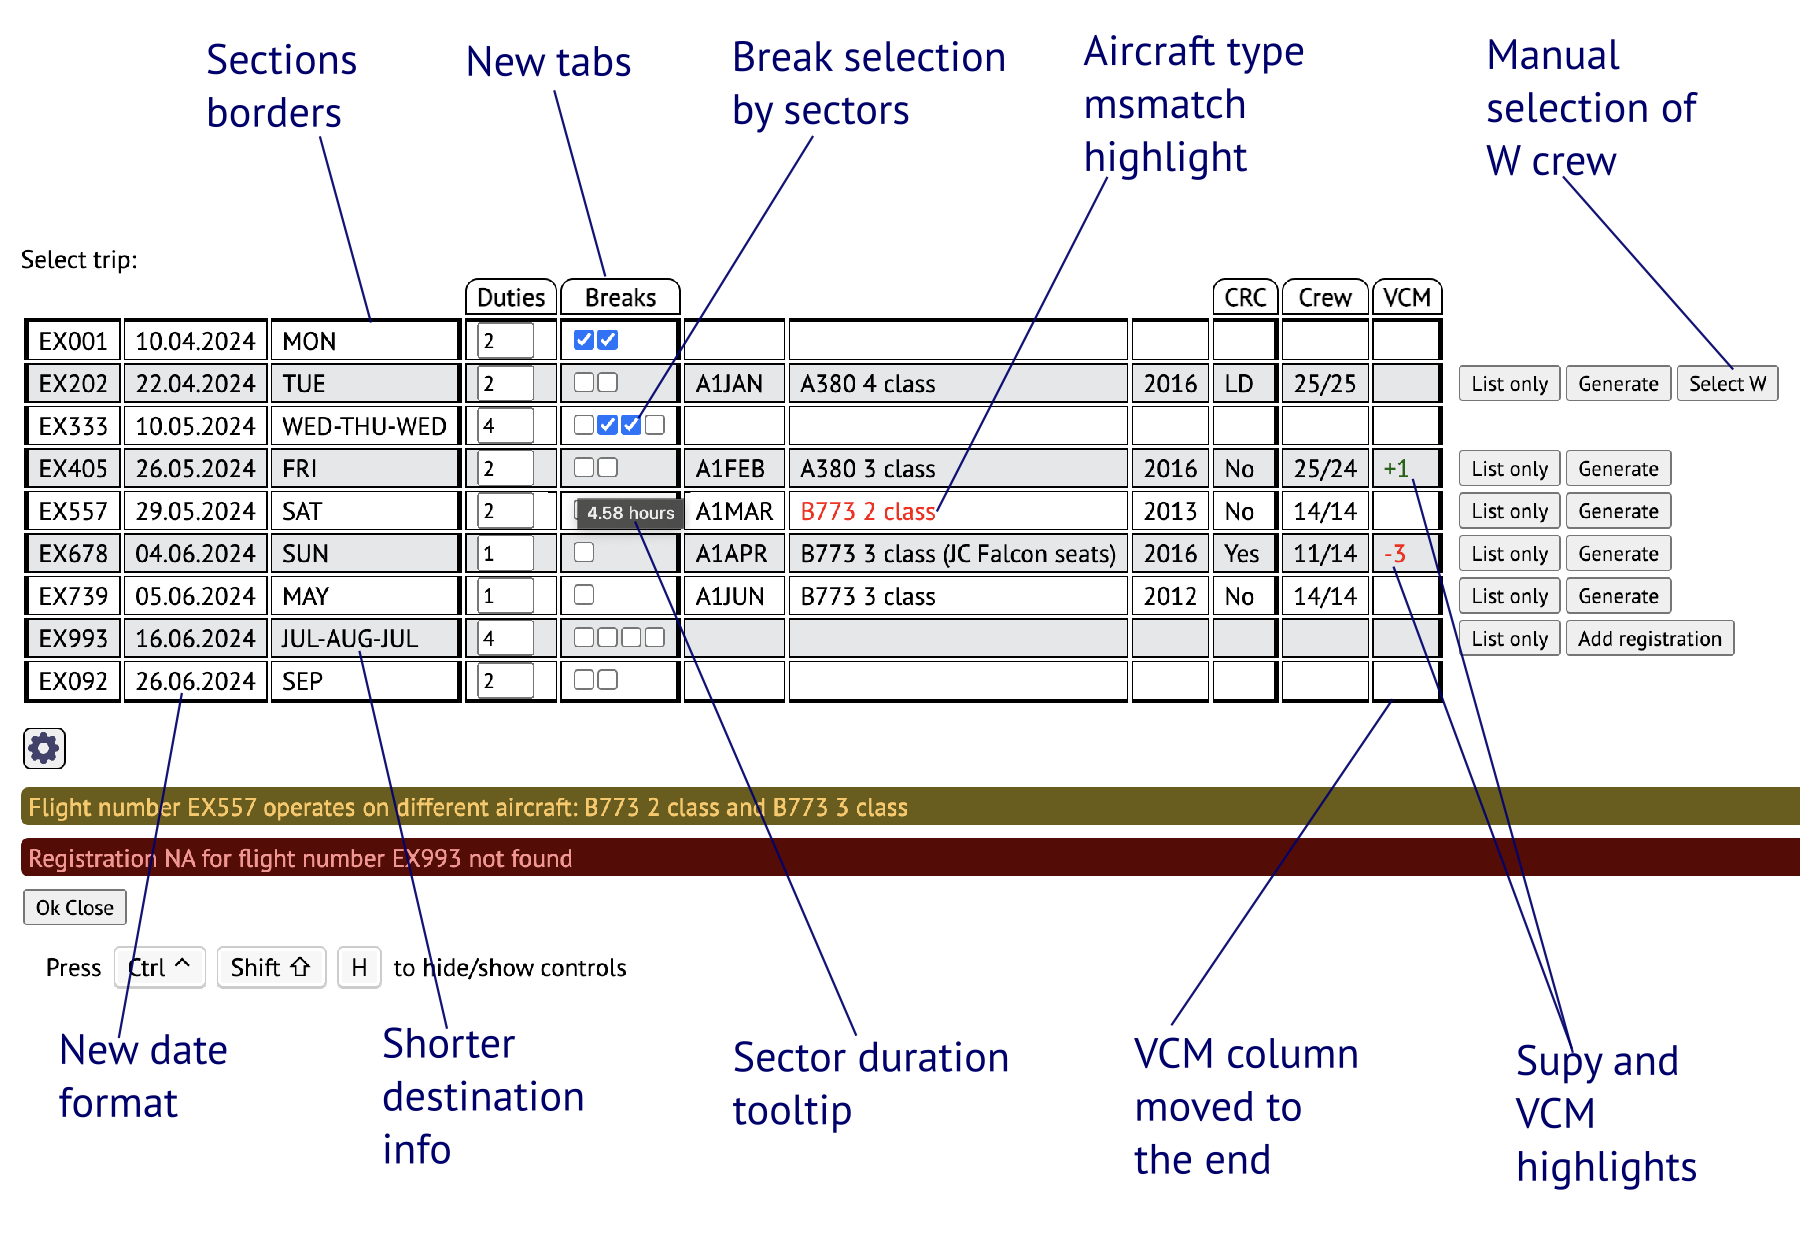 Sections
borders
New tabs
Break selection
by sectors
Aircraft type
msmatch
highlight
Manual
selection of
W crew
Select trip:
Duties Breaks CRC Crew VCM
EX001 10.04.2024 MON 2
EX202 22.04.2024 TUE 2 A1JAN A380 4 class 2016 LD 25/25 List only Generate Select W
EX333 10.05.2024 WED-THU-WED 4
EX405 26.05.2024 FRI 2 A1FEB A380 3 class 2016 No 25/24 +1 List only Generate
EX557 29.05.2024 SAT 2 4.58 hours A1MAR B773 2 class 2013 No 14/14 List only Generate
EX678 04.06.2024 SUN 1 A1APR B773 3 class (JC Falcon seats) 2016 Yes 11/14 -3 List only Generate
EX739 05.06.2024 MAY 1 A1JUN B773 3 class 2012 No 14/14 List only Generate
EX993 16.06.2024 JUL-AUG-JUL 4 List only Add registration
EX092 26.06.2024 SEP 2
Flight number EX557 operates on different aircraft: B773 2 class and B773 3 class
Registration NA for flight number EX993 not found
Ok Close
Press Ctrl ^ Shift ⇧ H to hide/show controls
New date
format
Shorter
destination
info
Sector duration
tooltip
VCM column
moved to
the end
Supy and
VCM
highlights